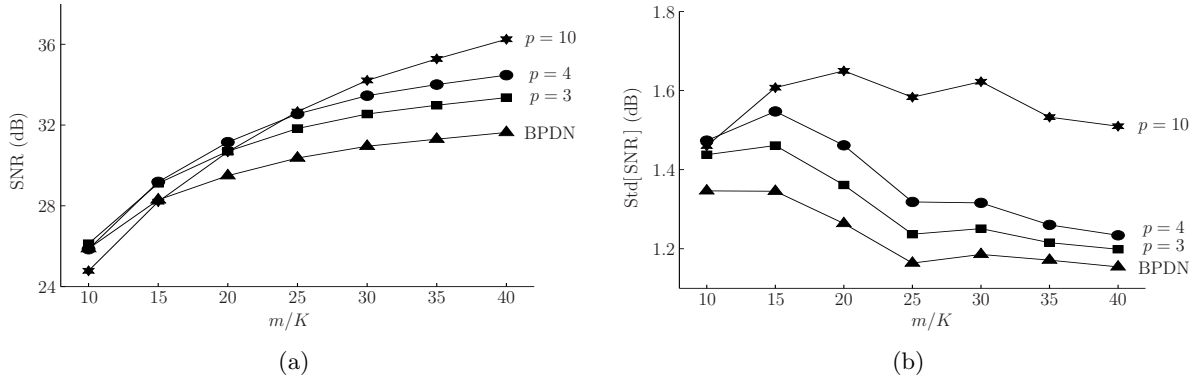 36
32
28
24
SNR (dB)
10 15 20 25 30 35 40
m/K
p = 10
p = 4
p = 3
BPDN
(a)
1.8
1.6
1.4
1.2
Std[SNR] (dB)
10 15 20 25 30 35 40
m/K
p = 10
p = 4
p = 3
BPDN
(b)